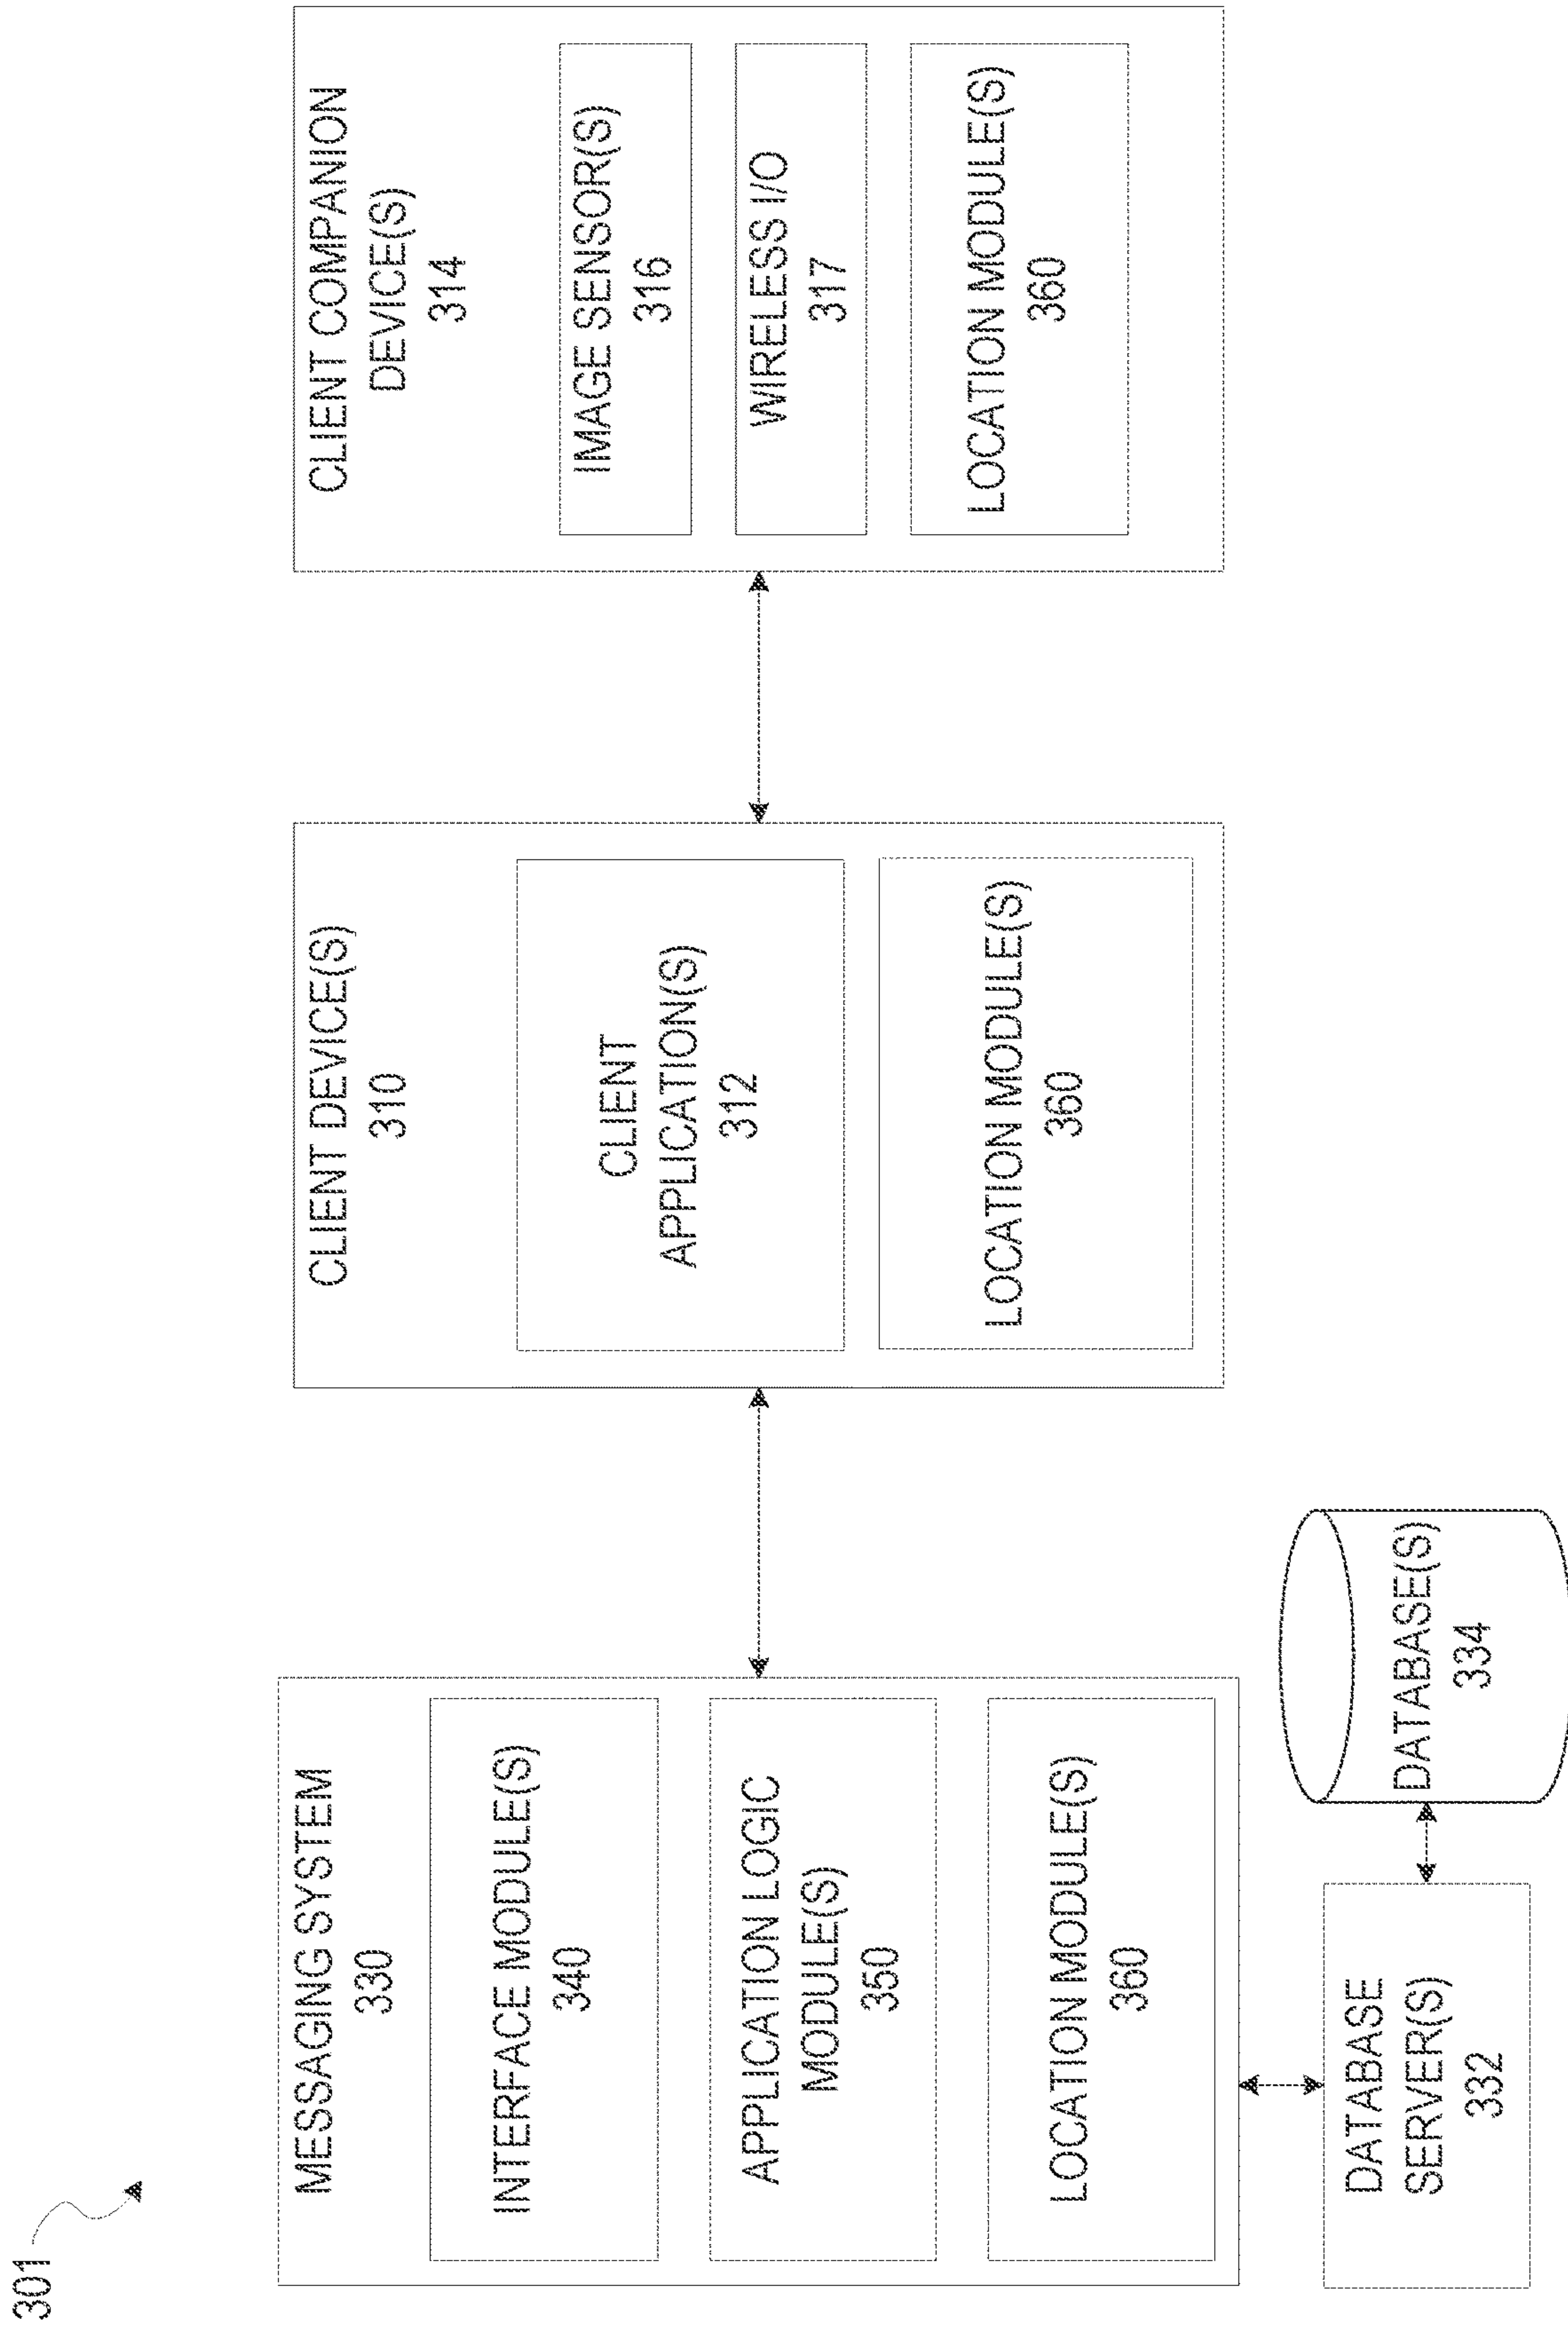 301
MESSAGING SYSTEM
330
INTERFACE MODULE(S)
340
APPLICATION LOGIC
MODULE(S)
350
LOCATION MODULE(S)
360
DATABASE
SERVER(S)
332
DATABASE(S)
334
CLIENT DEVICE(S)
310
CLIENT
APPLICATION(S)
312
LOCATION MODULE(S)
360
CLIENT COMPANION
DEVICE(S)
314
IMAGE SENSOR(S)
316
WIRELESS I/O
317
LOCATION MODULE(S)
360